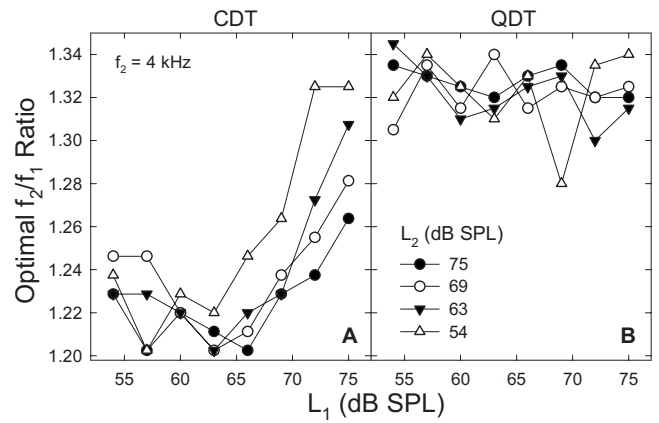 CDT QDT
1.34
1.32
1.30
1.28
1.26
1.24
1.22
1.20
Optimal f₂/f₁ Ratio
f₂ = 4 kHz
A
L₂ (dB SPL)
75
69
63
54
B
55 60 65 70 75 55 60 65 70 75
L₁ (dB SPL)